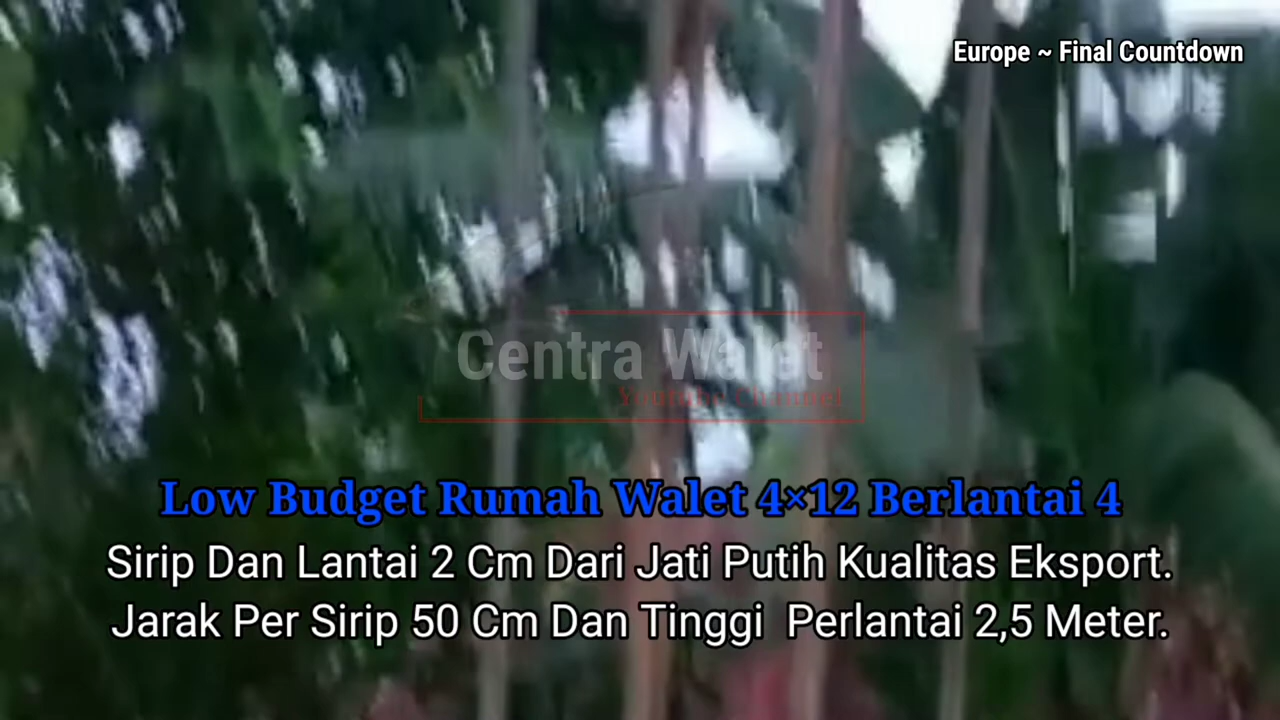 Europe ~ Final Countdown
Centra Walet
Youtube Channel
Low Budget Rumah Walet 4×12 Berlantai 4
Sirip Dan Lantai 2 Cm Dari Jati Putih Kualitas Eksport.
Jarak Per Sirip 50 Cm Dan Tinggi Perlantai 2,5 Meter.